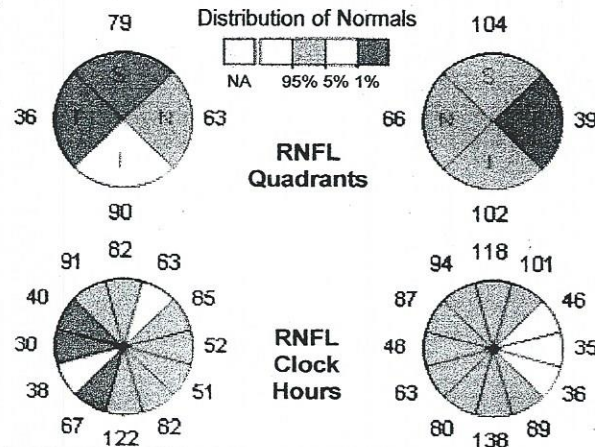 79
Distribution of Normals
104
NA 95% 5% 1%
S
S
36 T N 63
66 N T 39
I
I
RNFL
Quadrants
90
102
82
118
91 63
94 101
40 85
87 46
30 52
48 35
RNFL
Clock
Hours
38 51
63 36
67 82
80 89
122
138